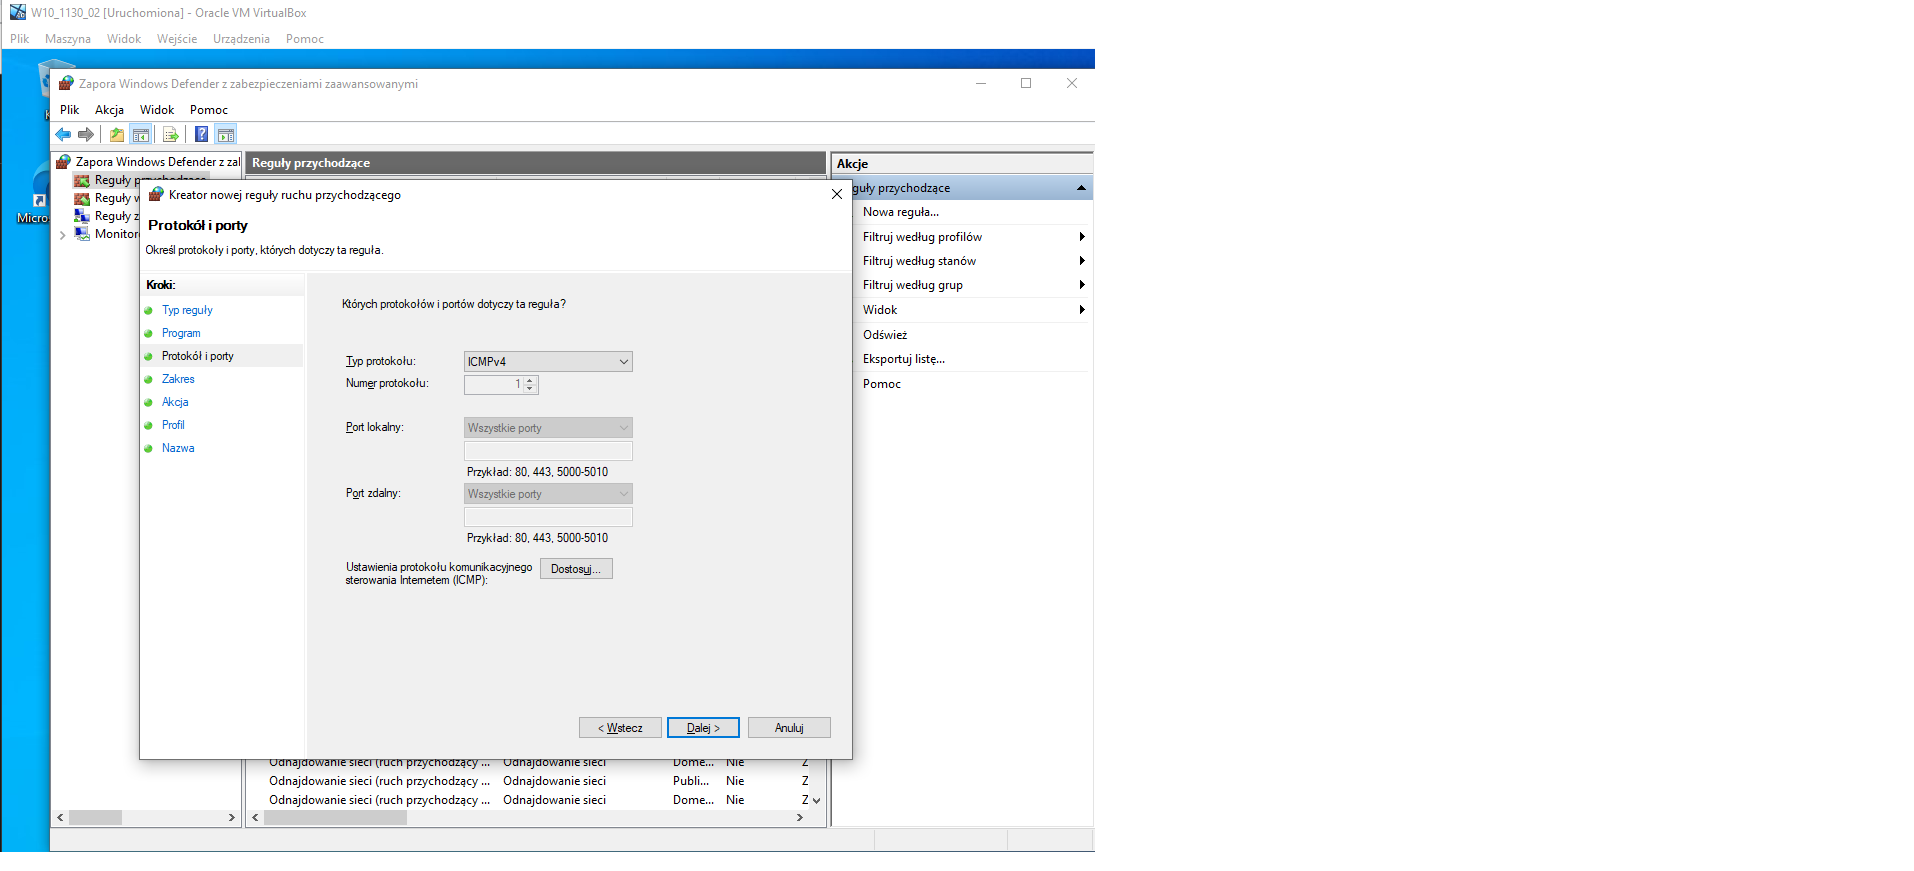 W10_1130_02 [Uruchomiona] - Oracle VM VirtualBox
Plik Maszyna Widok Wejście Urządzenia Pomoc
Zapora Windows Defender z zabezpieczeniami zaawansowanymi
Plik Akcja Widok Pomoc
Zapora Windows Defender z zal
Reguły przychodzące
Reguły w
Reguły z
Monitor
Micro
Reguły przychodzące
Kreator nowej reguły ruchu przychodzącego
Protokół i porty
Określ protokoły i porty, których dotyczy ta reguła.
Kroki:
Typ reguły
Program
Protokół i porty
Zakres
Akcja
Profil
Nazwa
Których protokołów i portów dotyczy ta reguła?
Typ protokołu: ICMPv4
Numer protokołu: 1
Port lokalny: Wszystkie porty
Przykład: 80, 443, 5000-5010
Port zdalny: Wszystkie porty
Przykład: 80, 443, 5000-5010
Ustawienia protokołu komunikacyjnego
sterowania Internetem (ICMP): Dostosuj...
< Wstecz Dalej > Anuluj
Odnajdowanie sieci (ruch przychodzący ... Odnajdowanie sieci Dome... Nie Z
Odnajdowanie sieci (ruch przychodzący ... Odnajdowanie sieci Publi... Nie Z
Odnajdowanie sieci (ruch przychodzący ... Odnajdowanie sieci Dome... Nie Z
Akcje
guły przychodzące
Nowa reguła...
Filtruj według profilów
Filtruj według stanów
Filtruj według grup
Widok
Odśwież
Eksportuj listę...
Pomoc